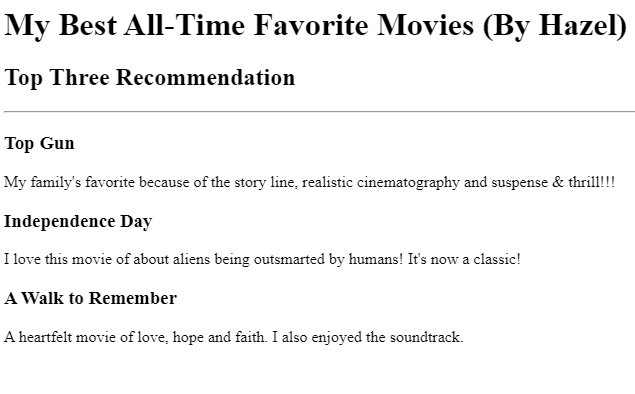 My Best All-Time Favorite Movies (By Hazel)
Top Three Recommendation
Top Gun
My family's favorite because of the story line, realistic cinematography and suspense & thrill!!!
Independence Day
I love this movie of about aliens being outsmarted by humans! It's now a classic!
A Walk to Remember
A heartfelt movie of love, hope and faith. I also enjoyed the soundtrack.